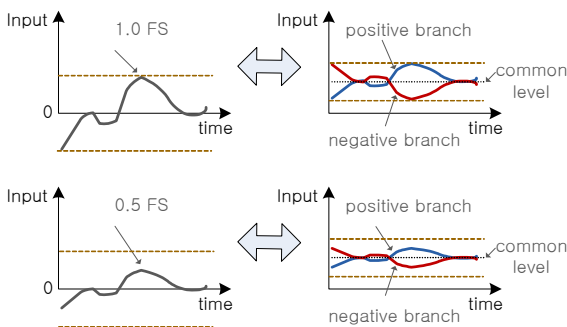 Input
1.0 FS
0
time
Input
positive branch
common
level
time
negative branch
Input
0.5 FS
0
time
Input
positive branch
common
level
time
negative branch